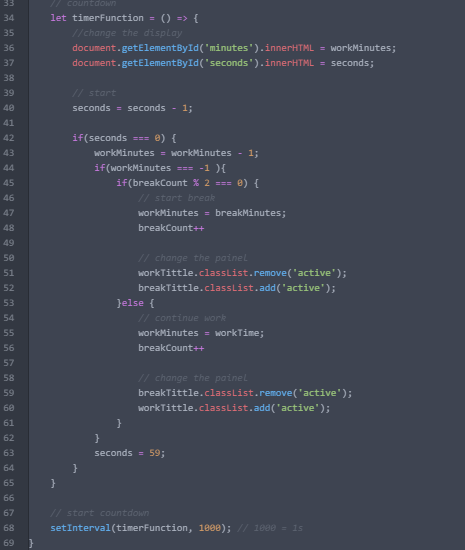 33 // countdown
34 let timerFunction = () => {
35 //change the display
36 document.getElementById('minutes').innerHTML = workMinutes;
37 document.getElementById('seconds').innerHTML = seconds;
38
39 // start
40 seconds = seconds - 1;
41
42 if(seconds === 0) {
43 workMinutes = workMinutes - 1;
44 if(workMinutes === -1 ){
45 if(breakCount % 2 === 0) {
46 // start break
47 workMinutes = breakMinutes;
48 breakCount++
49
50 // change the painel
51 workTittle.classList.remove('active');
52 breakTittle.classList.add('active');
53 }else {
54 // continue work
55 workMinutes = workTime;
56 breakCount++
57
58 // change the painel
59 breakTittle.classList.remove('active');
60 workTittle.classList.add('active');
61 }
62 }
63 seconds = 59;
64 }
65 }
66
67 // start countdown
68 setInterval(timerFunction, 1000); // 1000 = 1s
69 }